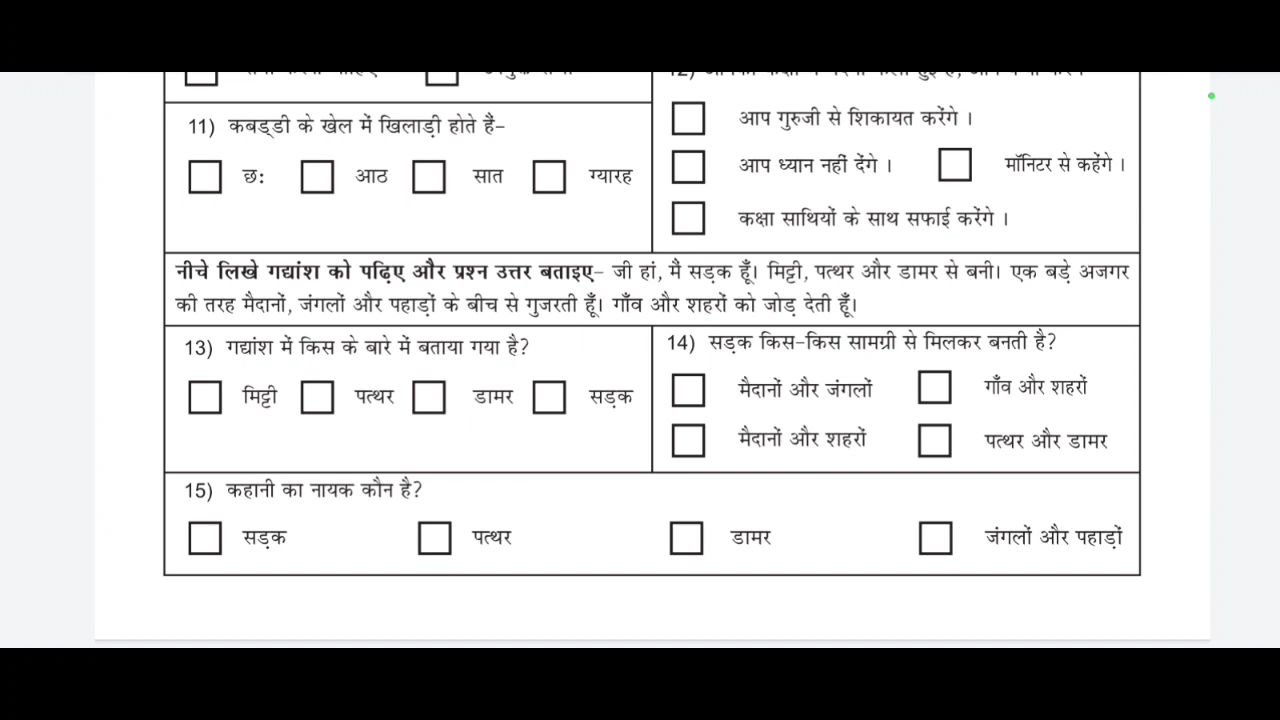 11) कबड्डी के खेल में खिलाड़ी होते हैं-
छः आठ सात ग्यारह
आप गुरुजी से शिकायत करेंगे ।
आप ध्यान नहीं देंगे । मॉनिटर से कहेंगे ।
कक्षा साथियों के साथ सफाई करेंगे ।
नीचे लिखे गद्यांश को पढ़िए और प्रश्न उत्तर बताइए- जी हां, मैं सड़क हूँ। मिट्टी, पत्थर और डामर से बनी। एक बड़े अजगर
की तरह मैदानों, जंगलों और पहाड़ों के बीच से गुजरती हूँ। गाँव और शहरों को जोड़ देती हूँ।
13) गद्यांश में किस के बारे में बताया गया है?
मिट्टी पत्थर डामर सड़क
14) सड़क किस-किस सामग्री से मिलकर बनती है?
मैदानों और जंगलों गाँव और शहरों
मैदानों और शहरों पत्थर और डामर
15) कहानी का नायक कौन है?
सड़क पत्थर डामर जंगलों और पहाड़ों